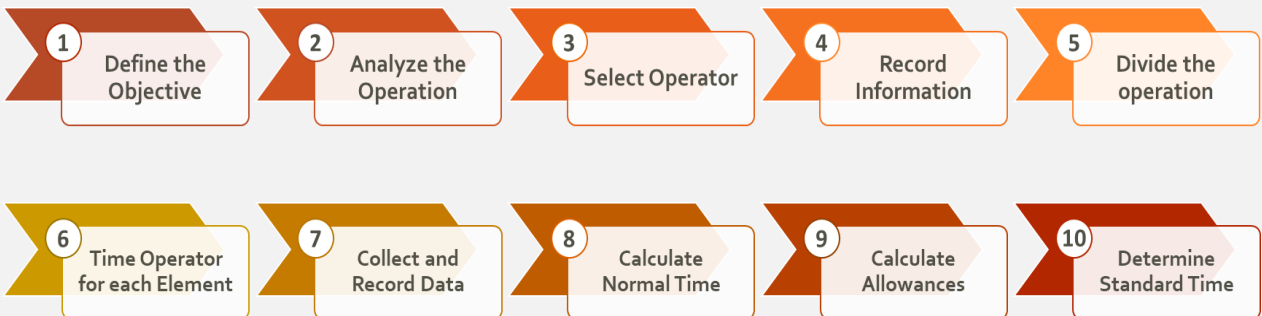 1
Define the
Objective
2
Analyze the
Operation
3
Select Operator
4
Record
Information
5
Divide the
operation
6
Time Operator
for each Element
7
Collect and
Record Data
8
Calculate
Normal Time
9
Calculate
Allowances
10
Determine
Standard Time